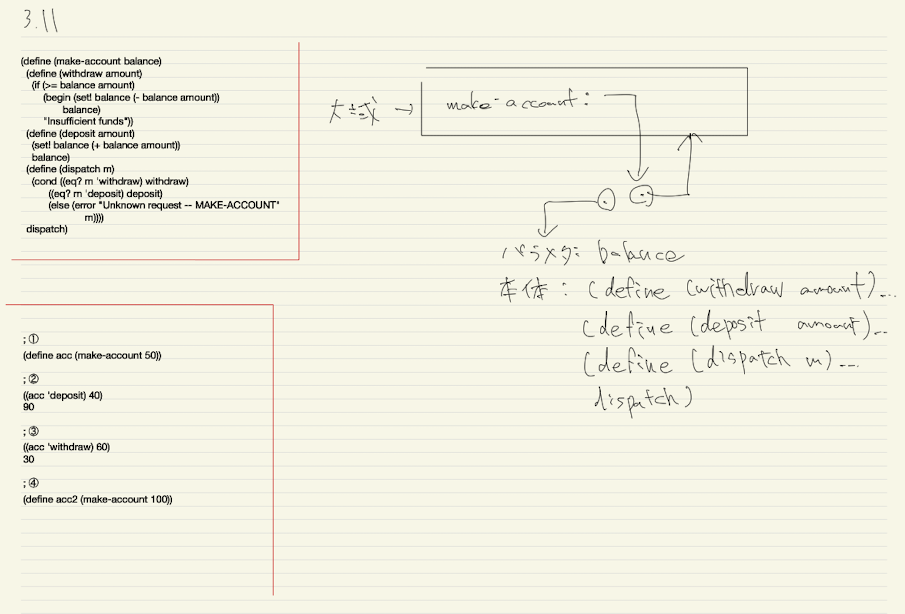 3.11
(define (make-account balance)
(define (withdraw amount)
(if (>= balance amount)
(begin (set! balance (- balance amount))
balance)
"Insufficient funds"))
(define (deposit amount)
(set! balance (+ balance amount))
balance)
(define (dispatch m)
(cond ((eq? m 'withdraw) withdraw)
((eq? m 'deposit) deposit)
(else (error "Unknown request -- MAKE-ACCOUNT"
m))))
dispatch)
大域 →
make-account:
パラメタ: balance
本体: (define (withdraw amount)...
(define (deposit amount)...
(define (dispatch m)...
dispatch)
; ①
(define acc (make-account 50))
; ②
((acc 'deposit) 40)
90
; ③
((acc 'withdraw) 60)
30
; ④
(define acc2 (make-account 100))